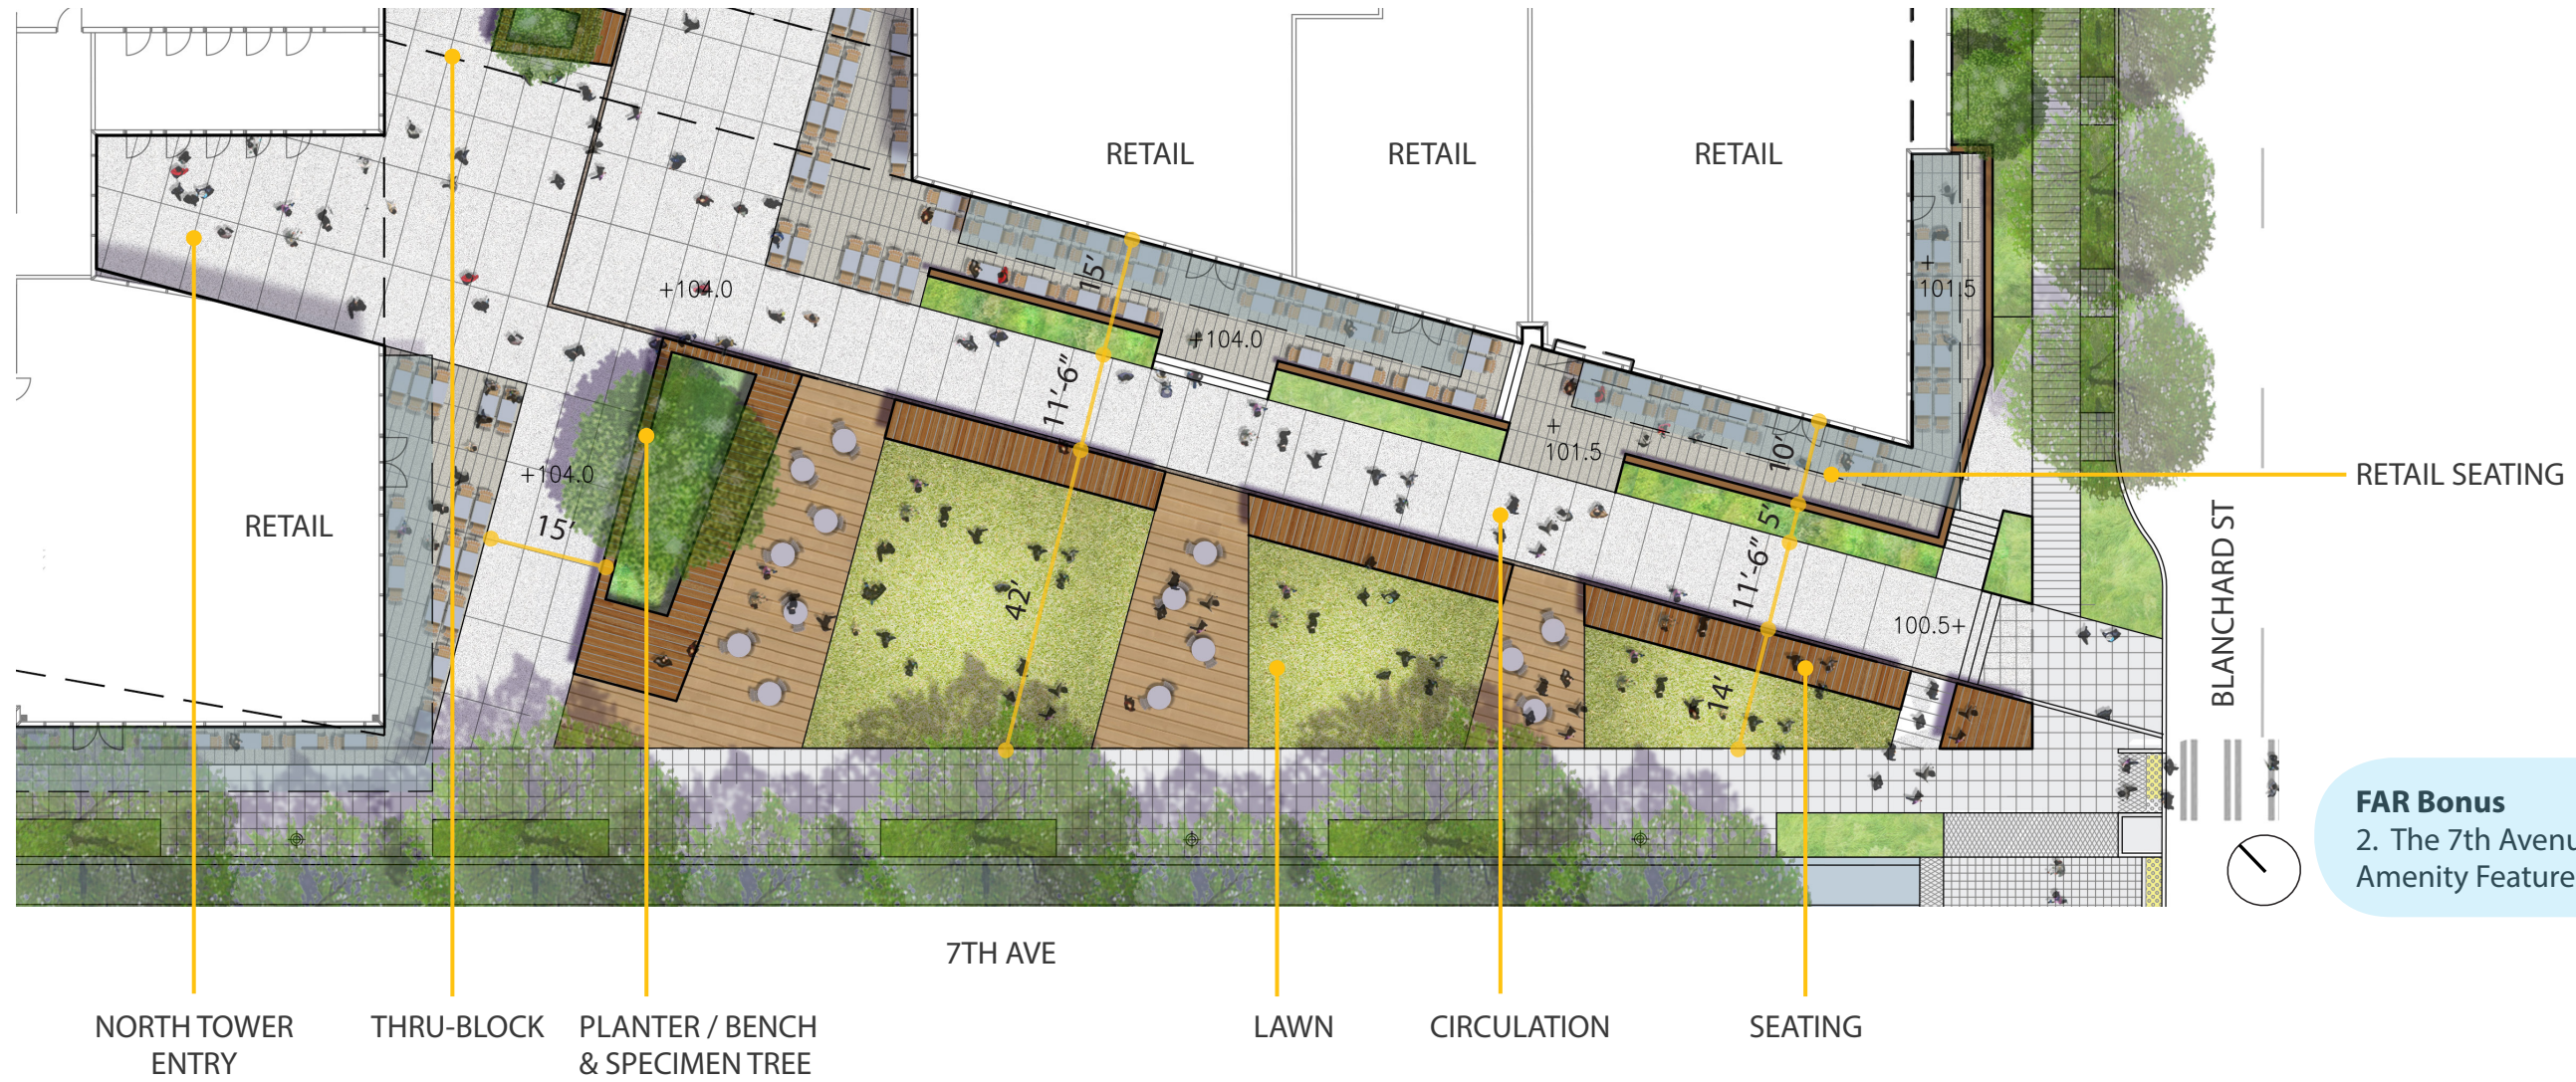 RETAIL
RETAIL
RETAIL
+104.0
15'
+104.0
+
101.5
11'-6"
+104.0
+
101.5
10'
RETAIL SEATING
RETAIL
15'
5'
11'-6"
42'
14'
100.5+
BLANCHARD ST
FAR Bonus
2. The 7th Avenu
Amenity Feature
7TH AVE
NORTH TOWER
ENTRY
THRU-BLOCK
PLANTER / BENCH
& SPECIMEN TREE
LAWN
CIRCULATION
SEATING